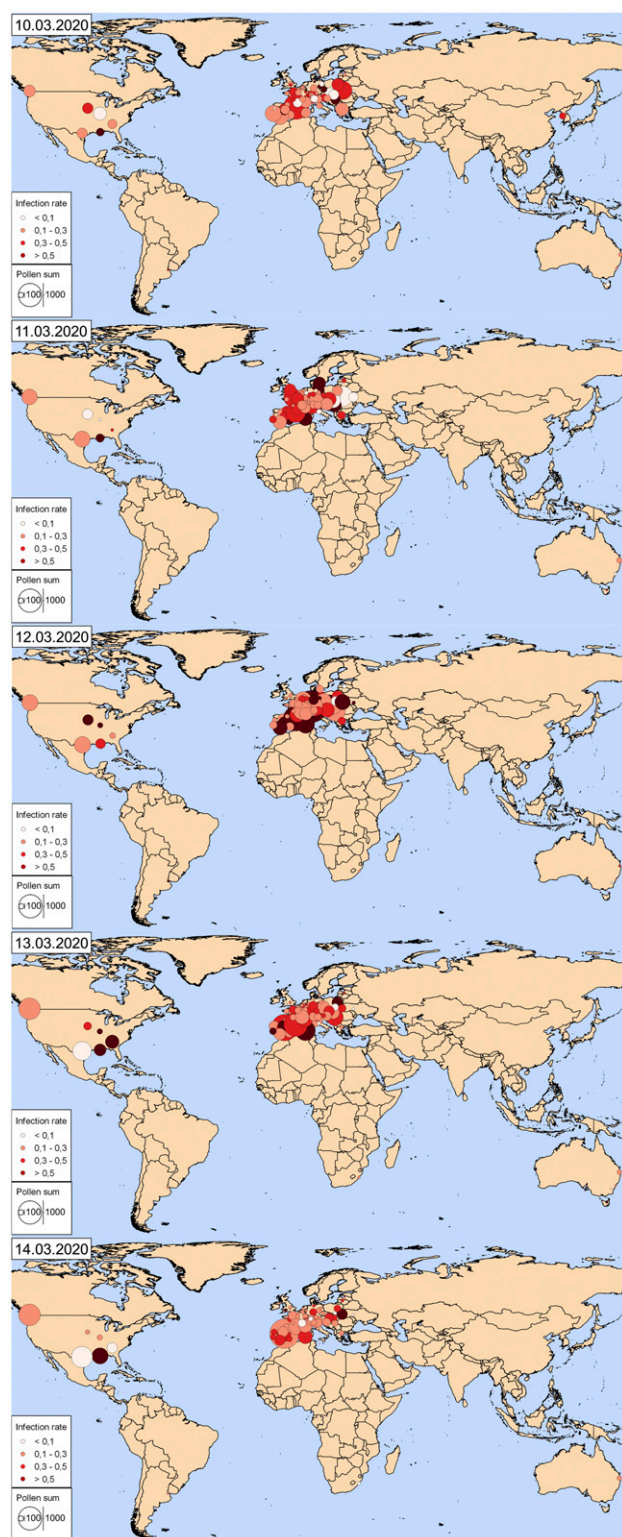 10.03.2020
Infection rate
< 0,1
0,1 - 0,3
0,3 - 0,5
> 0,5
Pollen sum
100 1000
11.03.2020
Infection rate
< 0,1
0,1 - 0,3
0,3 - 0,5
> 0,5
Pollen sum
100 1000
12.03.2020
Infection rate
< 0,1
0,1 - 0,3
0,3 - 0,5
> 0,5
Pollen sum
100 1000
13.03.2020
Infection rate
< 0,1
0,1 - 0,3
0,3 - 0,5
> 0,5
Pollen sum
100 1000
14.03.2020
Infection rate
< 0,1
0,1 - 0,3
0,3 - 0,5
> 0,5
Pollen sum
100 1000